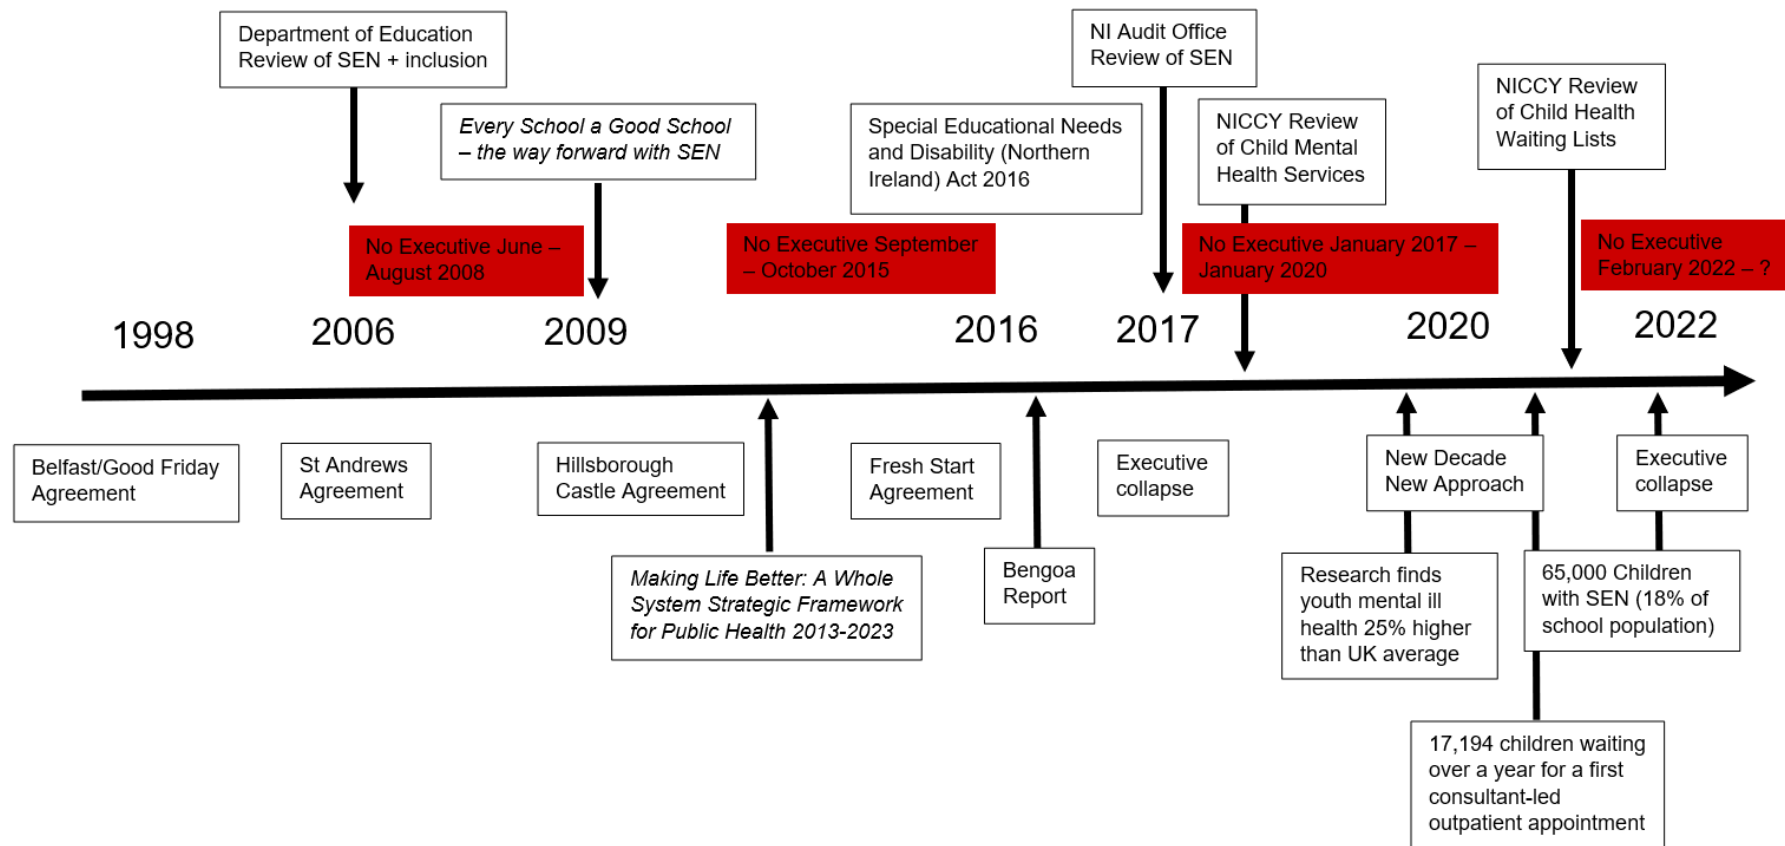 Department of Education
Review of SEN + inclusion
Every School a Good School
– the way forward with SEN
Special Educational Needs
and Disability (Northern
Ireland) Act 2016
NI Audit Office
Review of SEN
NICCY Review
of Child Mental
Health Services
NICCY Review
of Child Health
Waiting Lists
No Executive June –
August 2008
No Executive September
– October 2015
No Executive January 2017 –
January 2020
No Executive
February 2022 – ?
1998
2006
2009
2016
2017
2020
2022
Belfast/Good Friday
Agreement
St Andrews
Agreement
Hillsborough
Castle Agreement
Fresh Start
Agreement
Executive
collapse
New Decade
New Approach
Executive
collapse
Making Life Better: A Whole
System Strategic Framework
for Public Health 2013-2023
Bengoa
Report
Research finds
youth mental ill
health 25% higher
than UK average
65,000 Children
with SEN (18% of
school population)
17,194 children waiting
over a year for a first
consultant-led
outpatient appointment